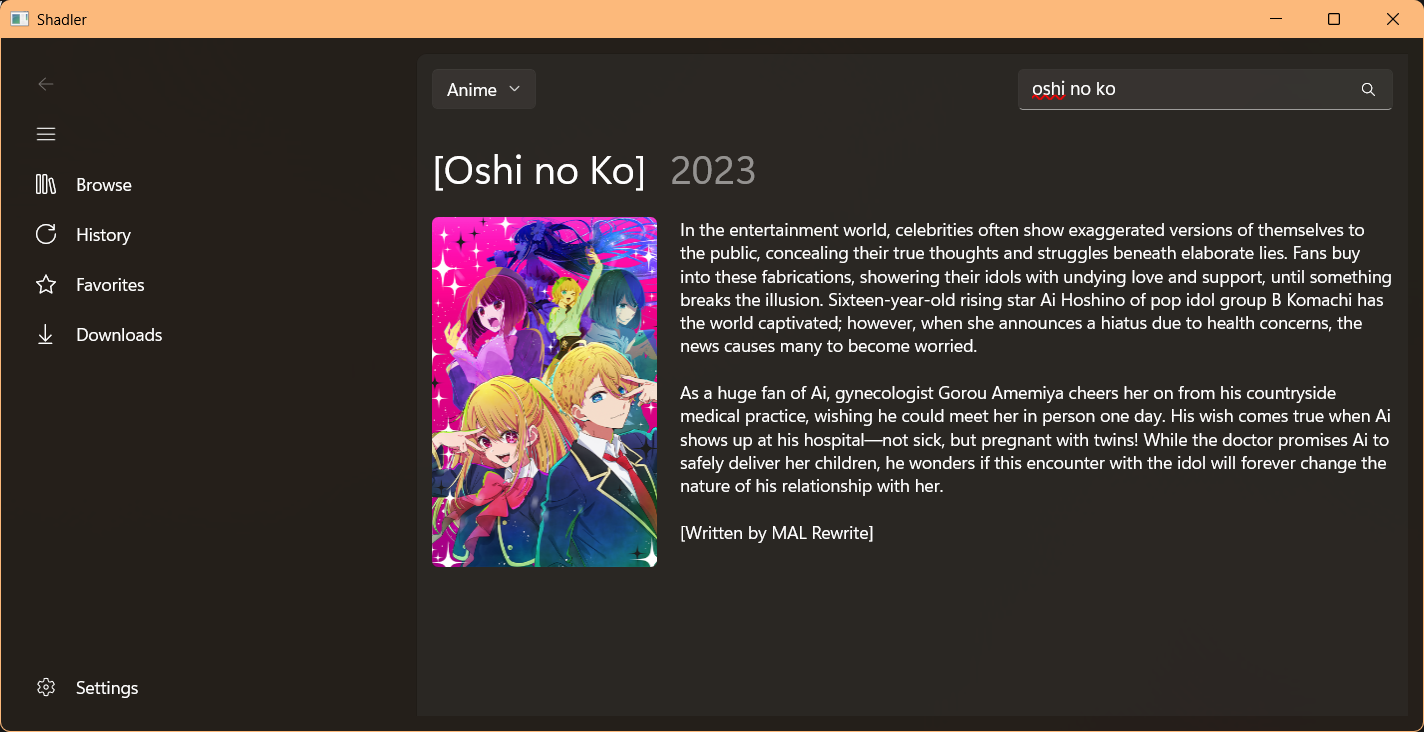 Shadler
Anime
oshi no ko
Browse
History
Favorites
Downloads
Settings
[Oshi no Ko] 2023
In the entertainment world, celebrities often show exaggerated versions of themselves to
the public, concealing their true thoughts and struggles beneath elaborate lies. Fans buy
into these fabrications, showering their idols with undying love and support, until something
breaks the illusion. Sixteen-year-old rising star Ai Hoshino of pop idol group B Komachi has
the world captivated; however, when she announces a hiatus due to health concerns, the
news causes many to become worried.
As a huge fan of Ai, gynecologist Gorou Amemiya cheers her on from his countryside
medical practice, wishing he could meet her in person one day. His wish comes true when Ai
shows up at his hospital—not sick, but pregnant with twins! While the doctor promises Ai to
safely deliver her children, he wonders if this encounter with the idol will forever change the
nature of his relationship with her.
[Written by MAL Rewrite]